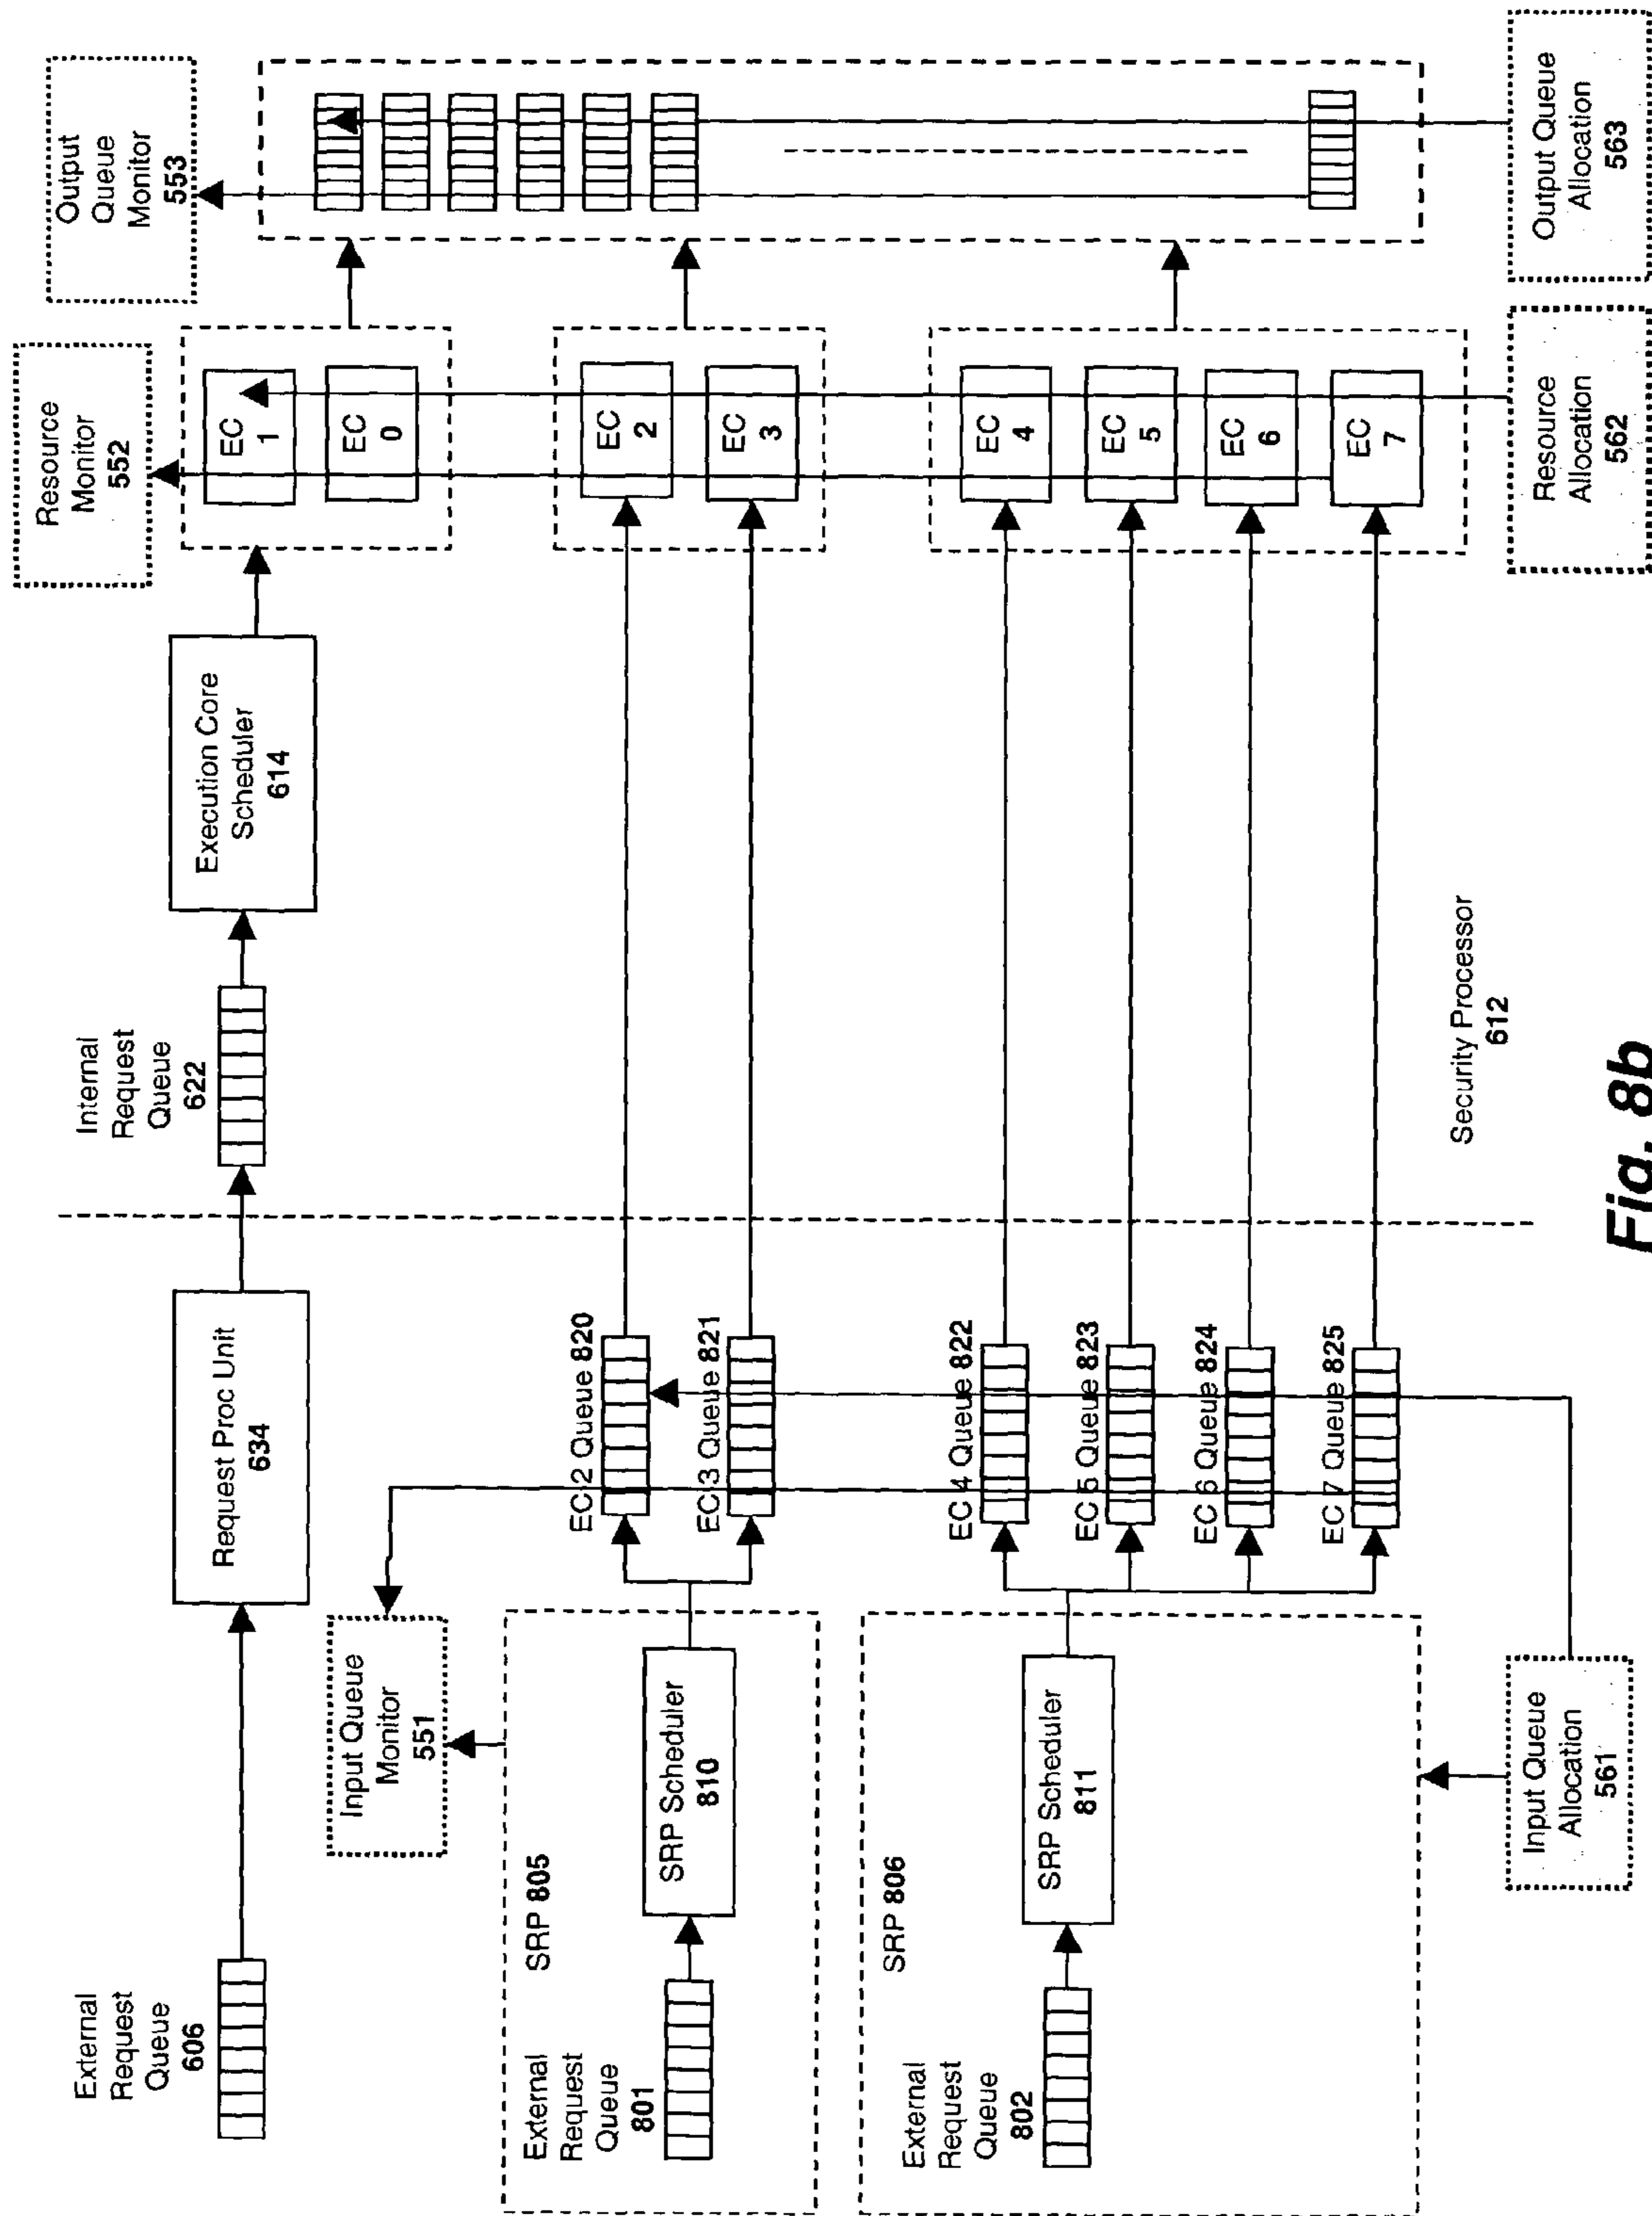 External
Request
Queue
606
Request Proc Unit
634
Internal
Request
Queue
622
Execution Core
Scheduler
614
Resource
Monitor
552
Output
Queue
Monitor
553
EC
1
EC
0
Input Queue
Monitor
551
External
Request
Queue
801
SRP 805
SRP Scheduler
810
EC 2 Queue 820
EC 3 Queue 821
EC
2
EC
3
External
Request
Queue
802
SRP 806
SRP Scheduler
811
EC 4 Queue 822
EC 5 Queue 823
EC 6 Queue 824
EC 7 Queue 825
EC
4
EC
5
EC
6
EC
7
Security Processor
612
Input Queue
Allocation
561
Resource
Allocation
562
Output Queue
Allocation
563
Fig. 8b